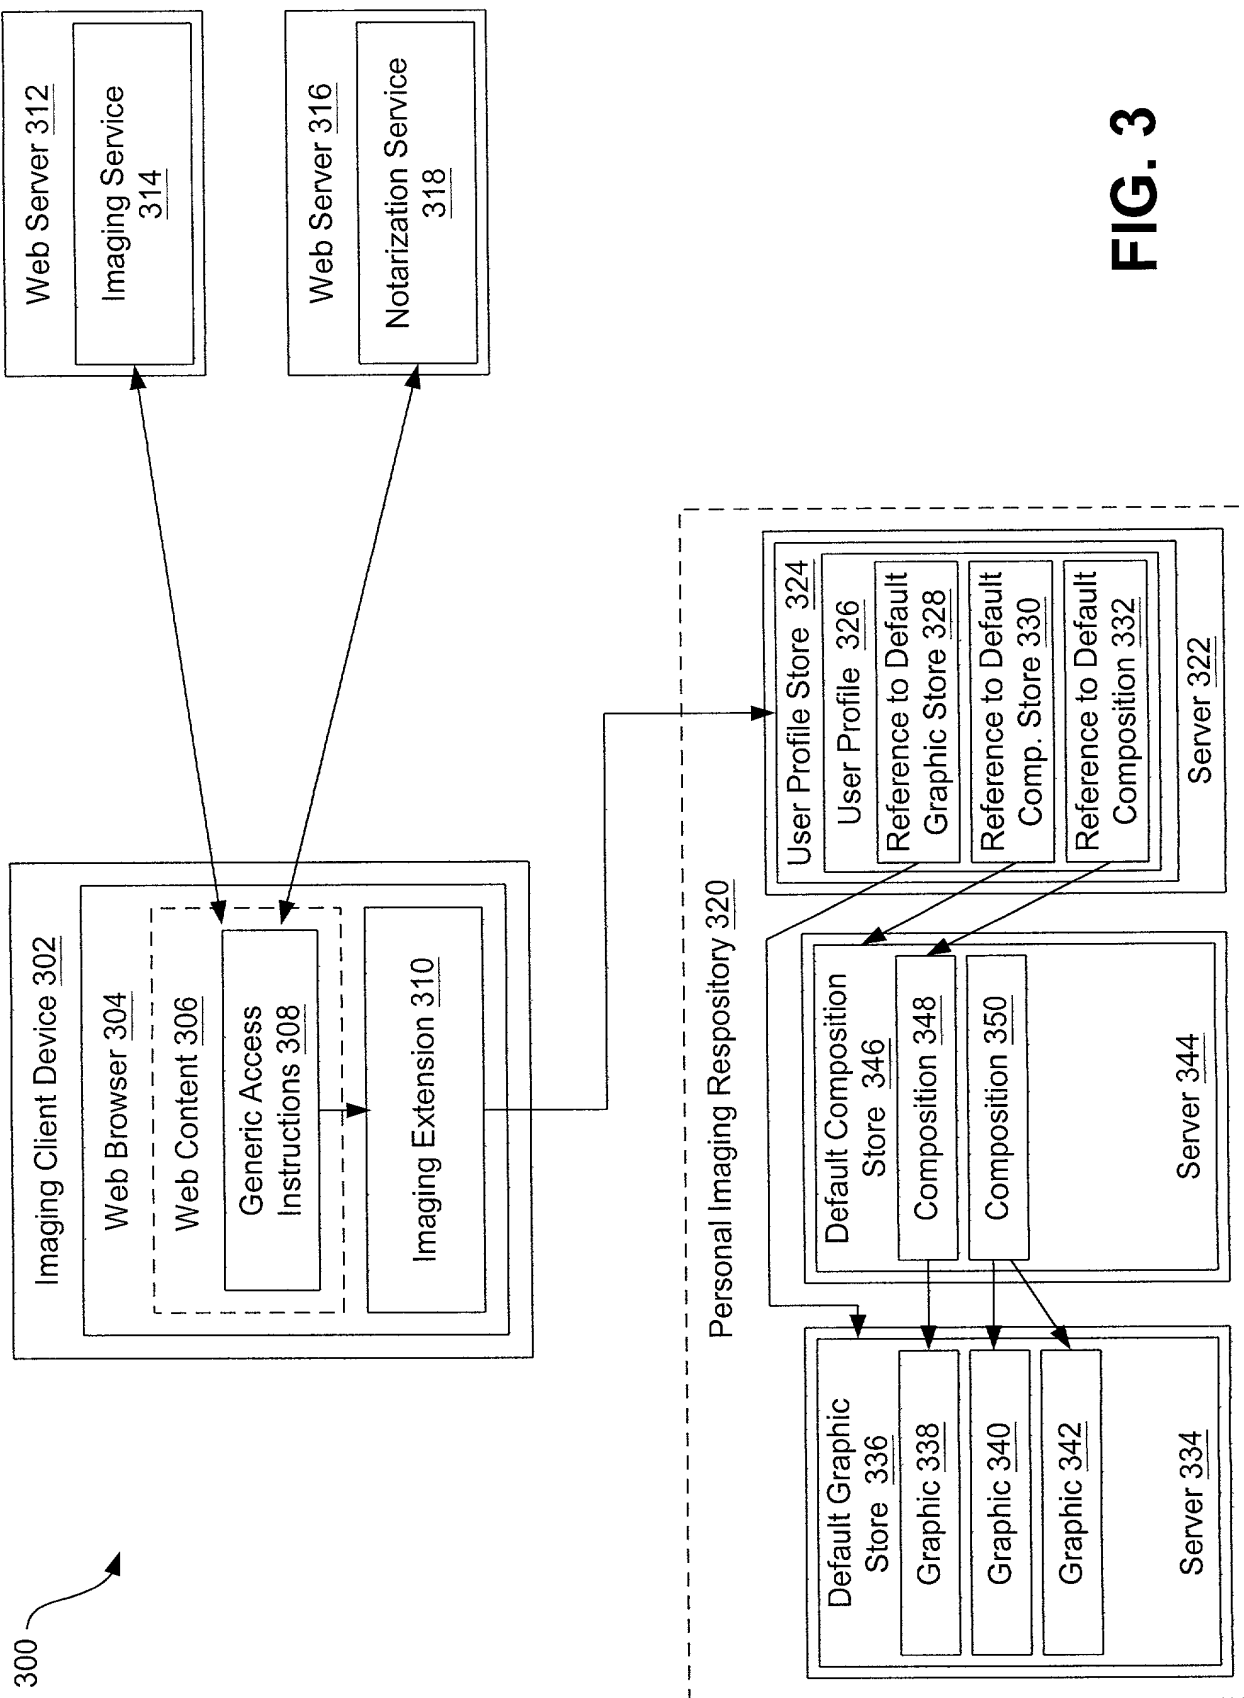 300
Imaging Client Device 302
Web Browser 304
Web Content 306
Generic Access
Instructions 308
Imaging Extension 310
Web Server 312
Imaging Service
314
Web Server 316
Notarization Service
318
Personal Imaging Respository 320
Default Graphic
Store 336
Graphic 338
Graphic 340
Graphic 342
Server 334
Default Composition
Store 346
Composition 348
Composition 350
Server 344
User Profile Store 324
User Profile 326
Reference to Default
Graphic Store 328
Reference to Default
Comp. Store 330
Reference to Default
Composition 332
Server 322
FIG. 3